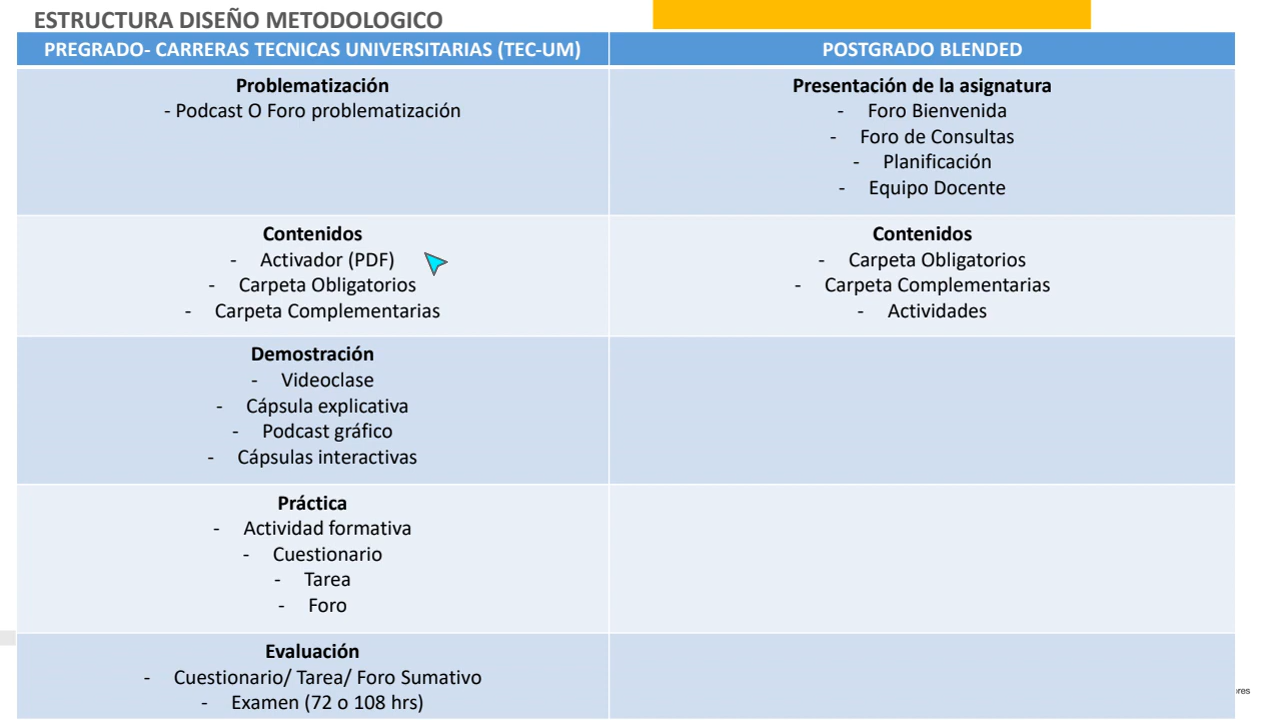 ESTRUCTURA DISEÑO METODOLOGICO
PREGRADO- CARRERAS TECNICAS UNIVERSITARIAS (TEC-UM)
POSTGRADO BLENDED
Problematización
- Podcast O Foro problematización
Presentación de la asignatura
- Foro Bienvenida
- Foro de Consultas
- Planificación
- Equipo Docente
Contenidos
- Activador (PDF)
- Carpeta Obligatorios
- Carpeta Complementarias
Contenidos
- Carpeta Obligatorios
- Carpeta Complementarias
- Actividades
Demostración
- Videoclase
- Cápsula explicativa
- Podcast gráfico
- Cápsulas interactivas
Práctica
- Actividad formativa
- Cuestionario
- Tarea
- Foro
Evaluación
- Cuestionario/ Tarea/ Foro Sumativo
- Examen (72 o 108 hrs)